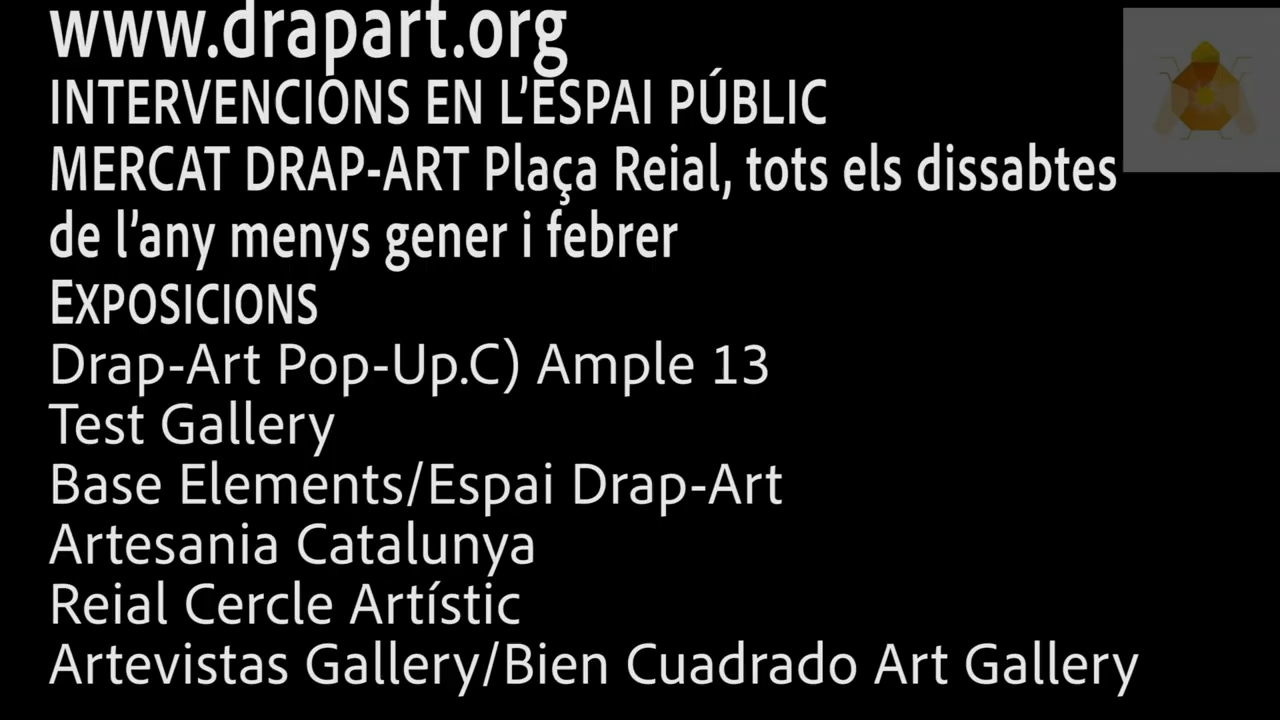 www.drapart.org
INTERVENCIONS EN L’ESPAI PÚBLIC
MERCAT DRAP-ART Plaça Reial, tots els dissabtes
de l’any menys gener i febrer
EXPOSICIONS
Drap-Art Pop-Up.C) Ample 13
Test Gallery
Base Elements/Espai Drap-Art
Artesania Catalunya
Reial Cercle Artístic
Artevistas Gallery/Bien Cuadrado Art Gallery